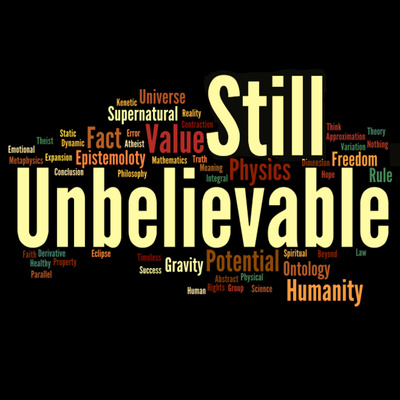 Still
Unbelievable
Kenetic Universe
Supernatural Reality
Contraction
Static Fact Error Value
Think Theory
Approximation Nothing
Emotional Theist Dynamic Atheist
Variation
Metaphysics Expansion Epistemoloty Mathematics Truth
Dimension Freedom
Meaning Physics
Conclusion Philosophy Integral Hope Rule
Faith Derivative Eclipse Timeless Gravity Potential Spiritual Beyond Law
Healthy Property Success Abstract Physical Ontology
Parallel
Human Rights Group Science Humanity